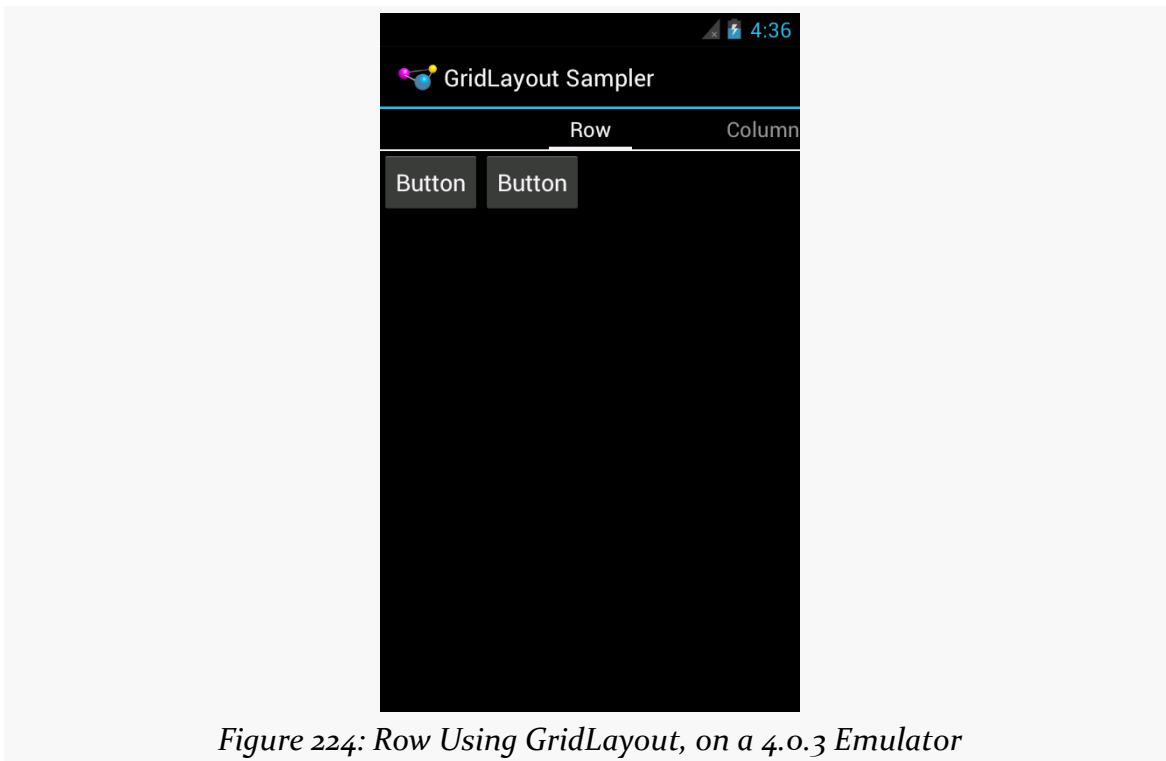 4:36
GridLayout Sampler
Row Column
Button Button
Figure 224: Row Using GridLayout, on a 4.0.3 Emulator